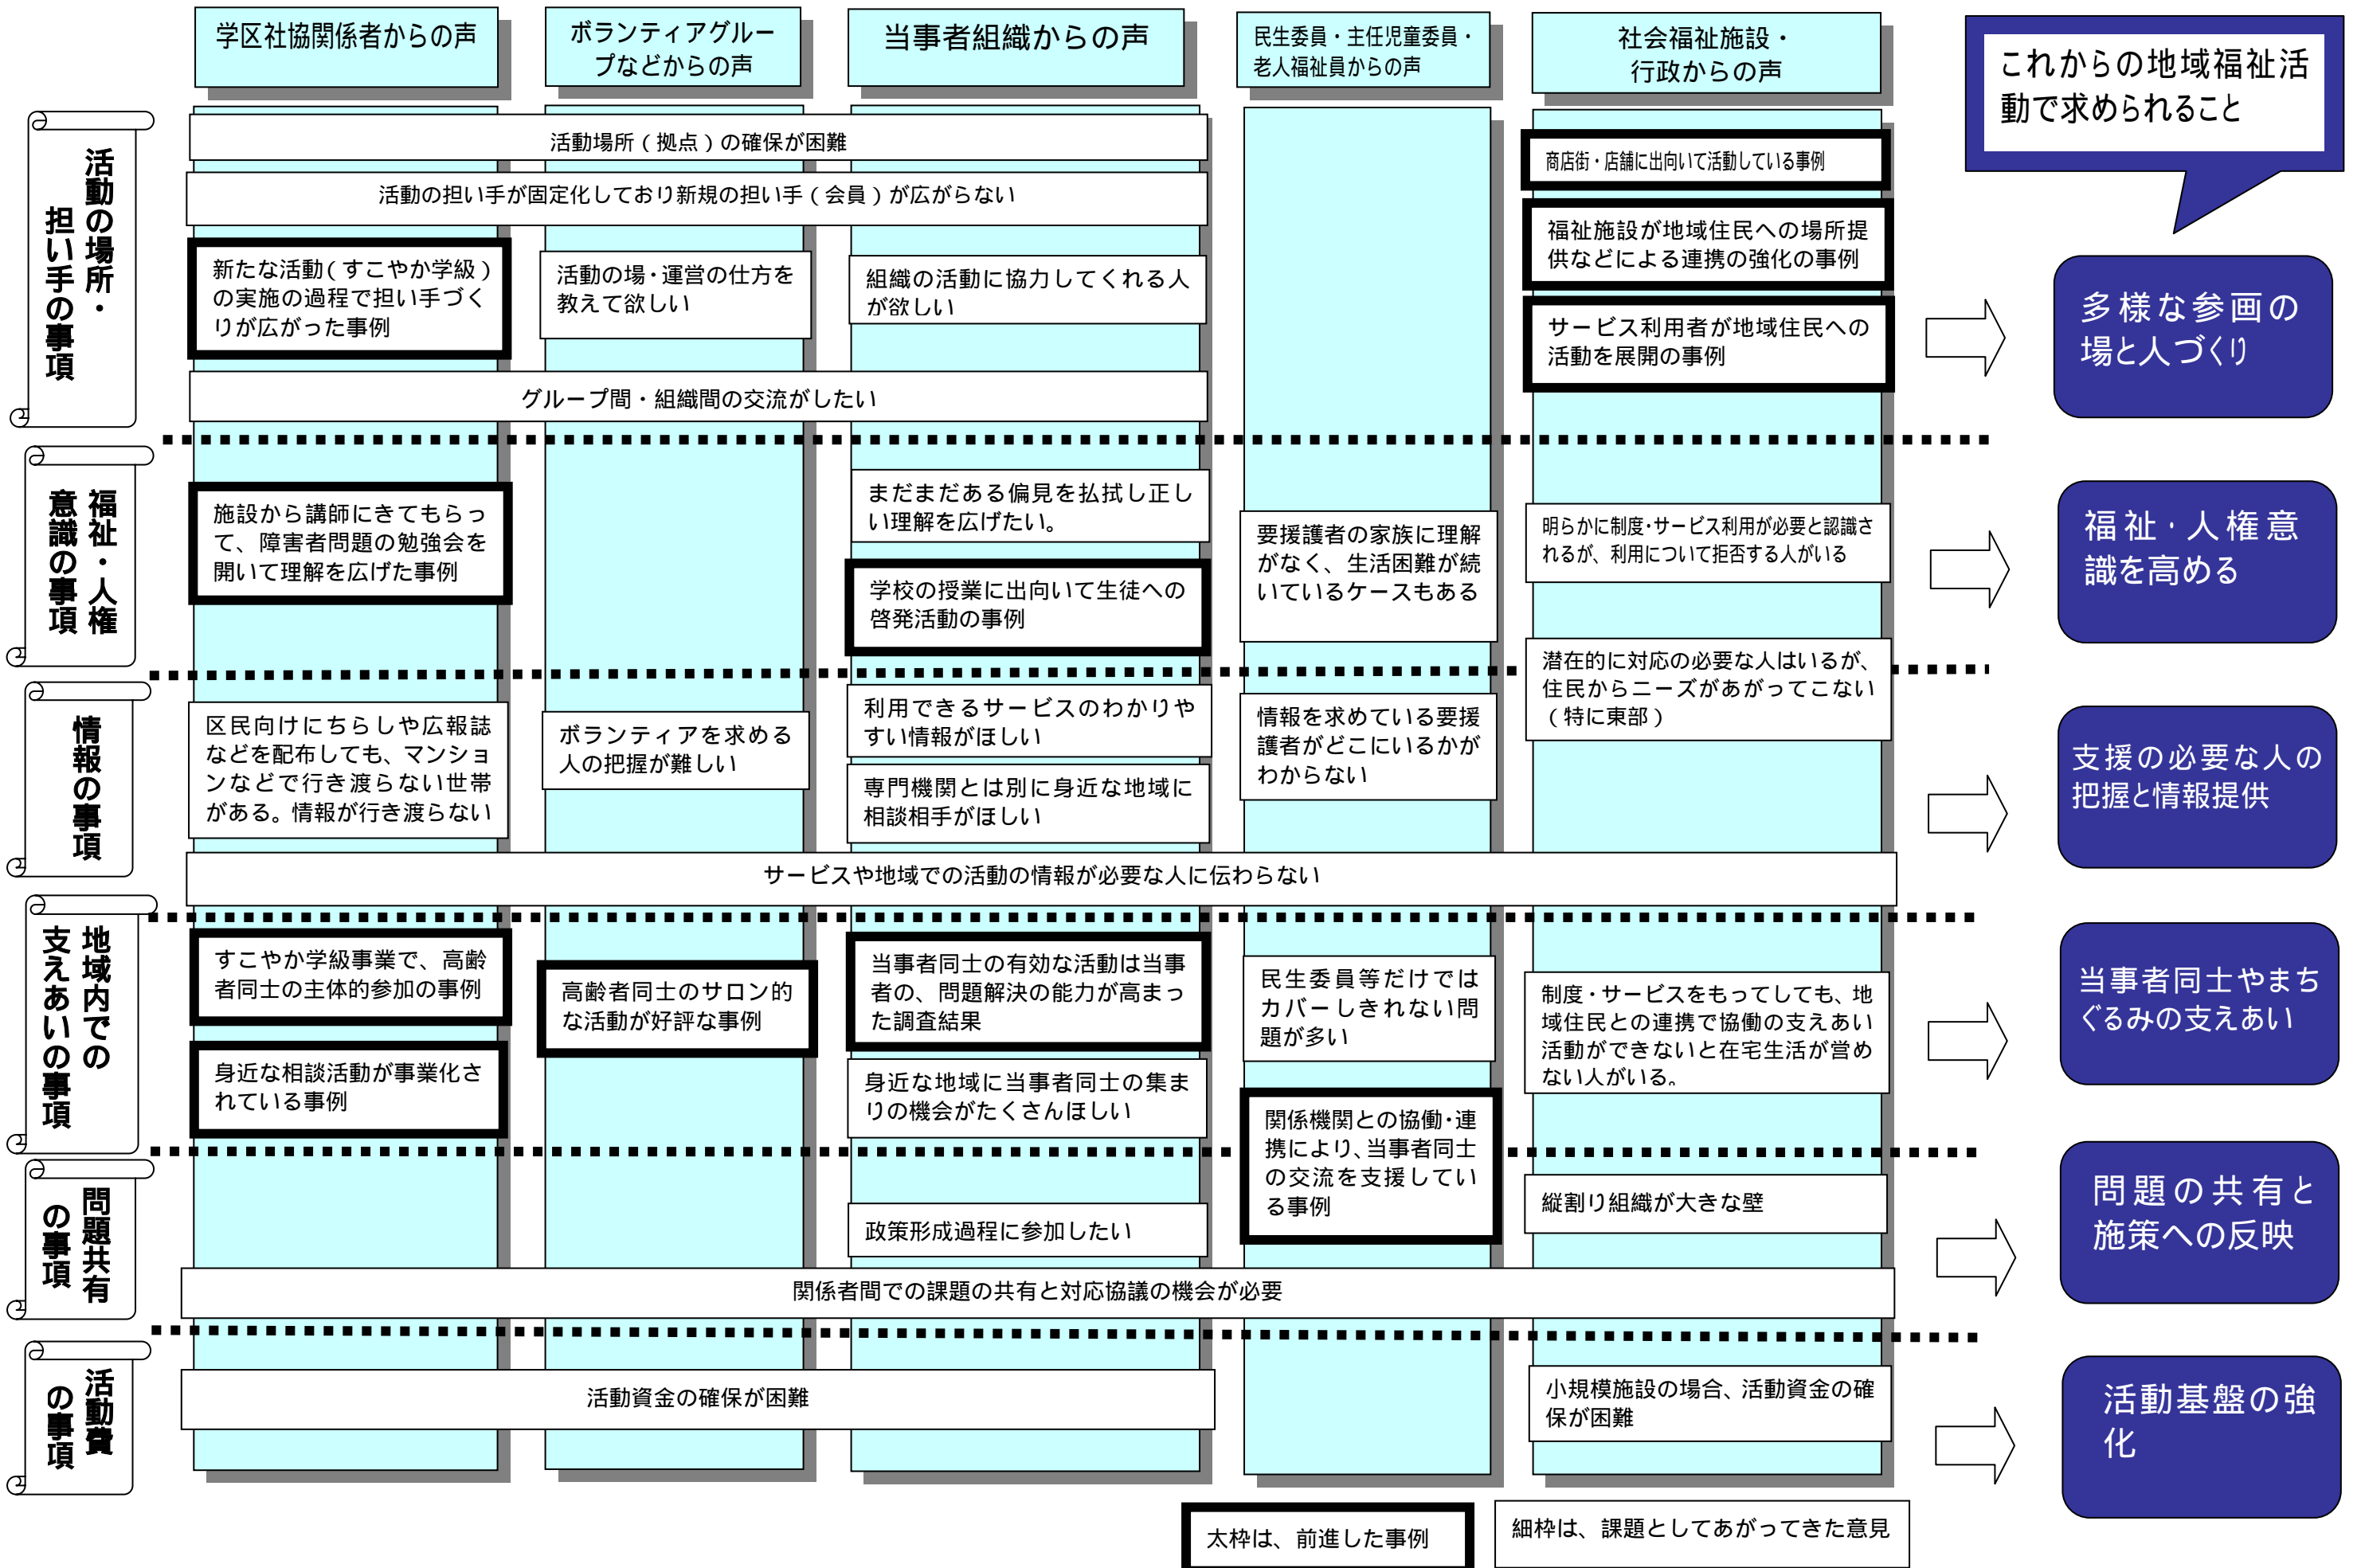 学区社協関係者からの声
ボランティアグルー
プなどからの声
当事者組織からの声
民生委員・主任児童委員・
老人福祉員からの声
社会福祉施設・
行政からの声
これからの地域福祉活
動で求められること
活動の場所・
担い手の事項
活動場所（拠点）の確保が困難
活動の担い手が固定化しており新規の担い手（会員）が広がらない
新たな活動（すこやか学級）
の実施の過程で担い手づく
りが広がった事例
活動の場・運営の仕方を
教えて欲しい
組織の活動に協力してくれる人
が欲しい
商店街・店舗に出向いて活動している事例
福祉施設が地域住民への場所提
供などによる連携の強化の事例
サービス利用者が地域住民への
活動を展開の事例
グループ間・組織間の交流がしたい
多様な参画の
場と人づくり
福祉・人権
意識の事項
施設から講師にきてもらっ
て、障害者問題の勉強会を
開いて理解を広げた事例
まだまだある偏見を払拭し正し
い理解を広げたい。
学校の授業に出向いて生徒への
啓発活動の事例
要援護者の家族に理解
がなく、生活困難が続
いているケースもある
明らかに制度・サービス利用が必要と認識さ
れるが、利用について拒否する人がいる
潜在的に対応の必要な人はいるが、
住民からニーズがあがってこない
（特に東部）
福祉・人権意
識を高める
情報の事項
区民向けにちらしや広報誌
などを配布しても、マンショ
ンなどで行き渡らない世帯
がある。情報が行き渡らない
ボランティアを求める
人の把握が難しい
利用できるサービスのわかりや
すい情報がほしい
専門機関とは別に身近な地域に
相談相手がほしい
情報を求めている要援
護者がどこにいるかが
わからない
サービスや地域での活動の情報が必要な人に伝わらない
支援の必要な人の
把握と情報提供
地域内での
支えあいの事項
すこやか学級事業で、高齢
者同士の主体的参加の事例
身近な相談活動が事業化さ
れている事例
高齢者同士のサロン的
な活動が好評な事例
当事者同士の有効な活動は当事
者の、問題解決の能力が高まっ
た調査結果
身近な地域に当事者同士の集ま
りの機会がたくさんほしい
民生委員等だけでは
カバーしきれない問
題が多い
関係機関との協働・連
携により、当事者同士
の交流を支援してい
る事例
制度・サービスをもってしても、地
域住民との連携で協働の支えあい
活動ができないと在宅生活が営め
ない人がいる。
当事者同士やまち
ぐるみの支えあい
問題共有
の事項
政策形成過程に参加したい
縦割り組織が大きな壁
関係者間での課題の共有と対応協議の機会が必要
問題の共有と
施策への反映
活動費
の事項
活動資金の確保が困難
小規模施設の場合、活動資金の確
保が困難
活動基盤の強
化
太枠は、前進した事例
細枠は、課題としてあがってきた意見